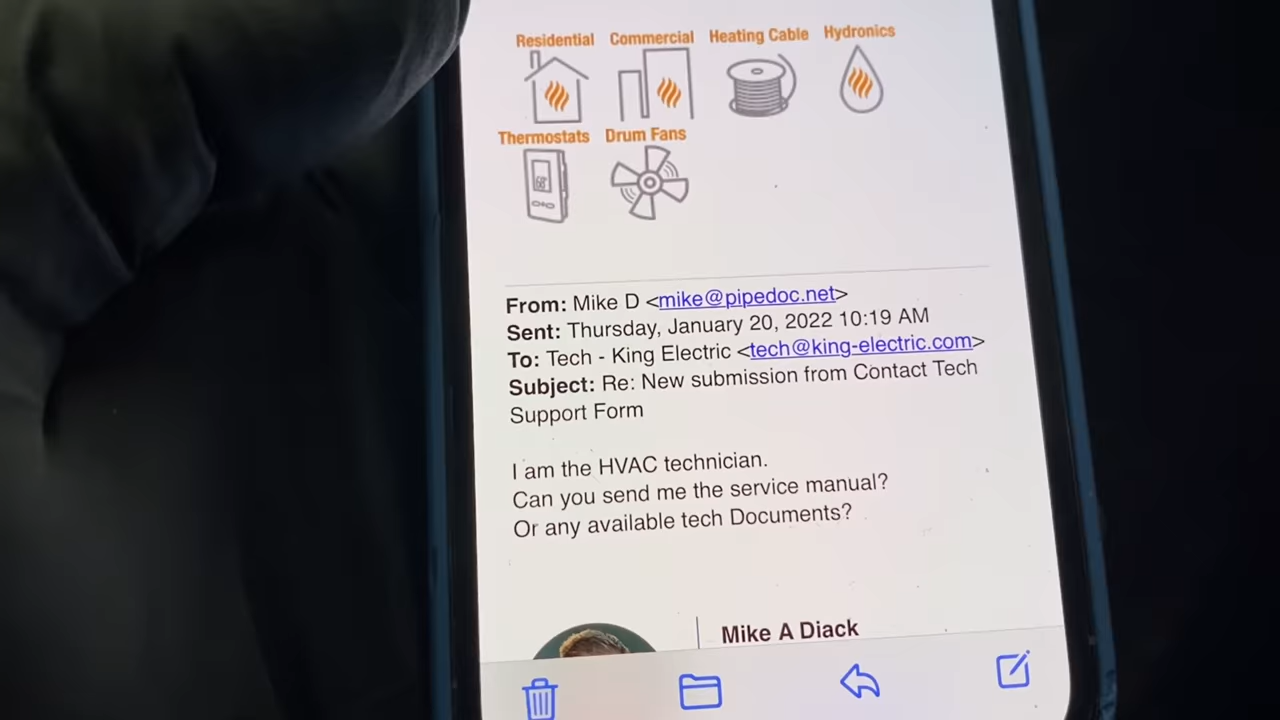 Residential Commercial Heating Cable Hydronics
Thermostats Drum Fans
68°
From: Mike D <mike@pipedoc.net>
Sent: Thursday, January 20, 2022 10:19 AM
To: Tech - King Electric <tech@king-electric.com>
Subject: Re: New submission from Contact Tech
Support Form
I am the HVAC technician.
Can you send me the service manual?
Or any available tech Documents?
Mike A Diack